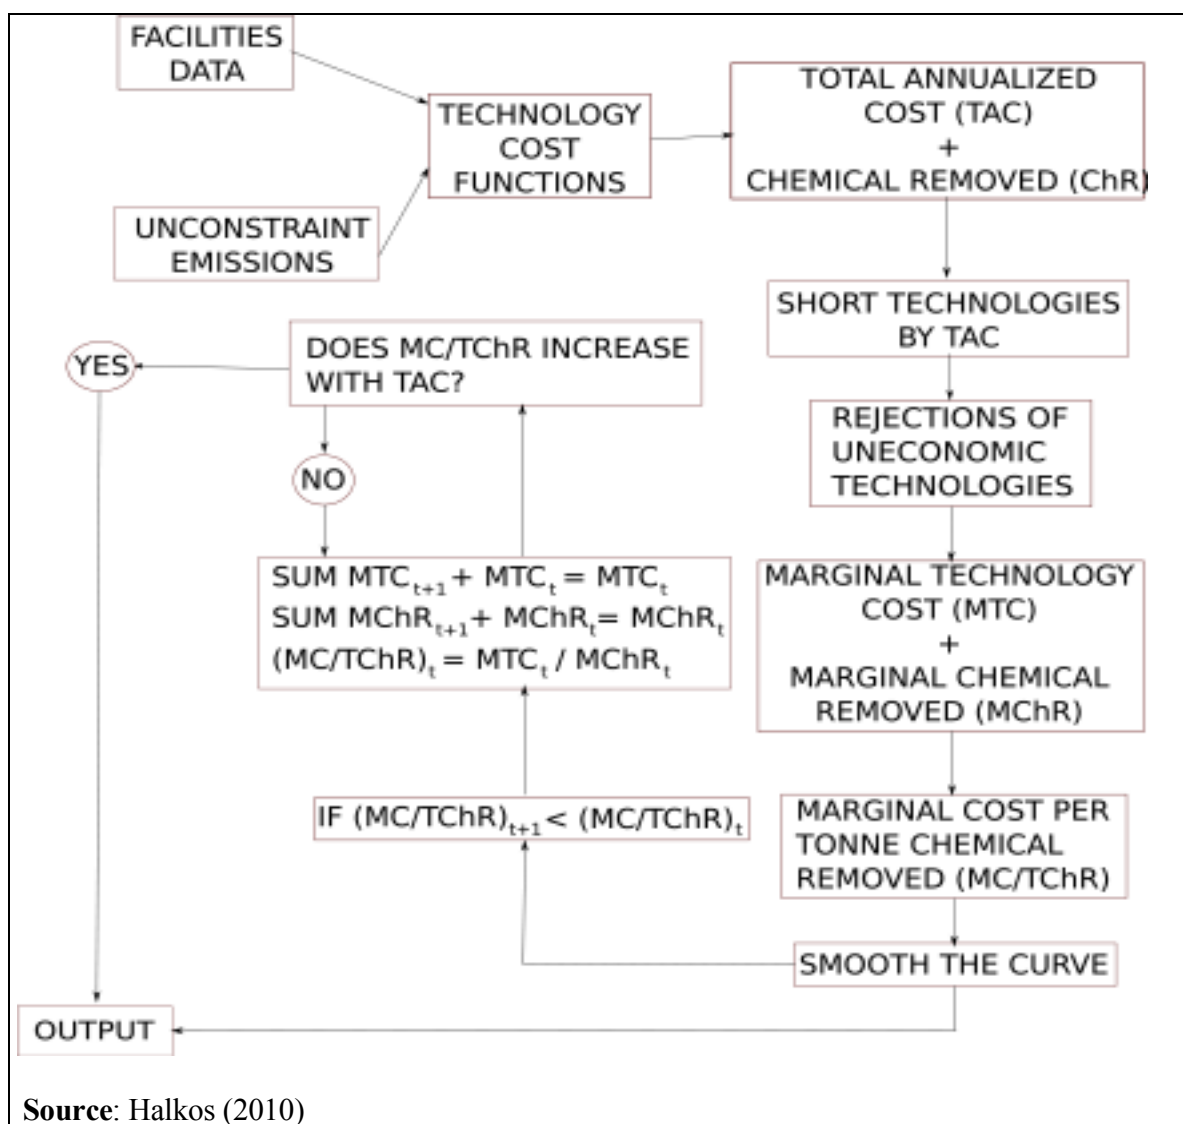 FACILITIES
DATA
UNCONSTRAINT
EMISSIONS
TECHNOLOGY
COST
FUNCTIONS
TOTAL ANNUALIZED
COST (TAC)
+
CHEMICAL REMOVED (ChR)
SHORT TECHNOLOGIES
BY TAC
REJECTIONS OF
UNECONOMIC
TECHNOLOGIES
MARGINAL TECHNOLOGY
COST (MTC)
+
MARGINAL CHEMICAL
REMOVED (MChR)
MARGINAL COST PER
TONNE CHEMICAL
REMOVED (MC/TChR)
SMOOTH THE CURVE
IF (MC/TChR)t+1 < (MC/TChR)t
SUM MTCt+1 + MTCt = MTCt
SUM MChRt+1 + MChRt = MChRt
(MC/TChR)t = MTCt / MChRt
DOES MC/TChR INCREASE
WITH TAC?
NO
YES
OUTPUT
Source: Halkos (2010)